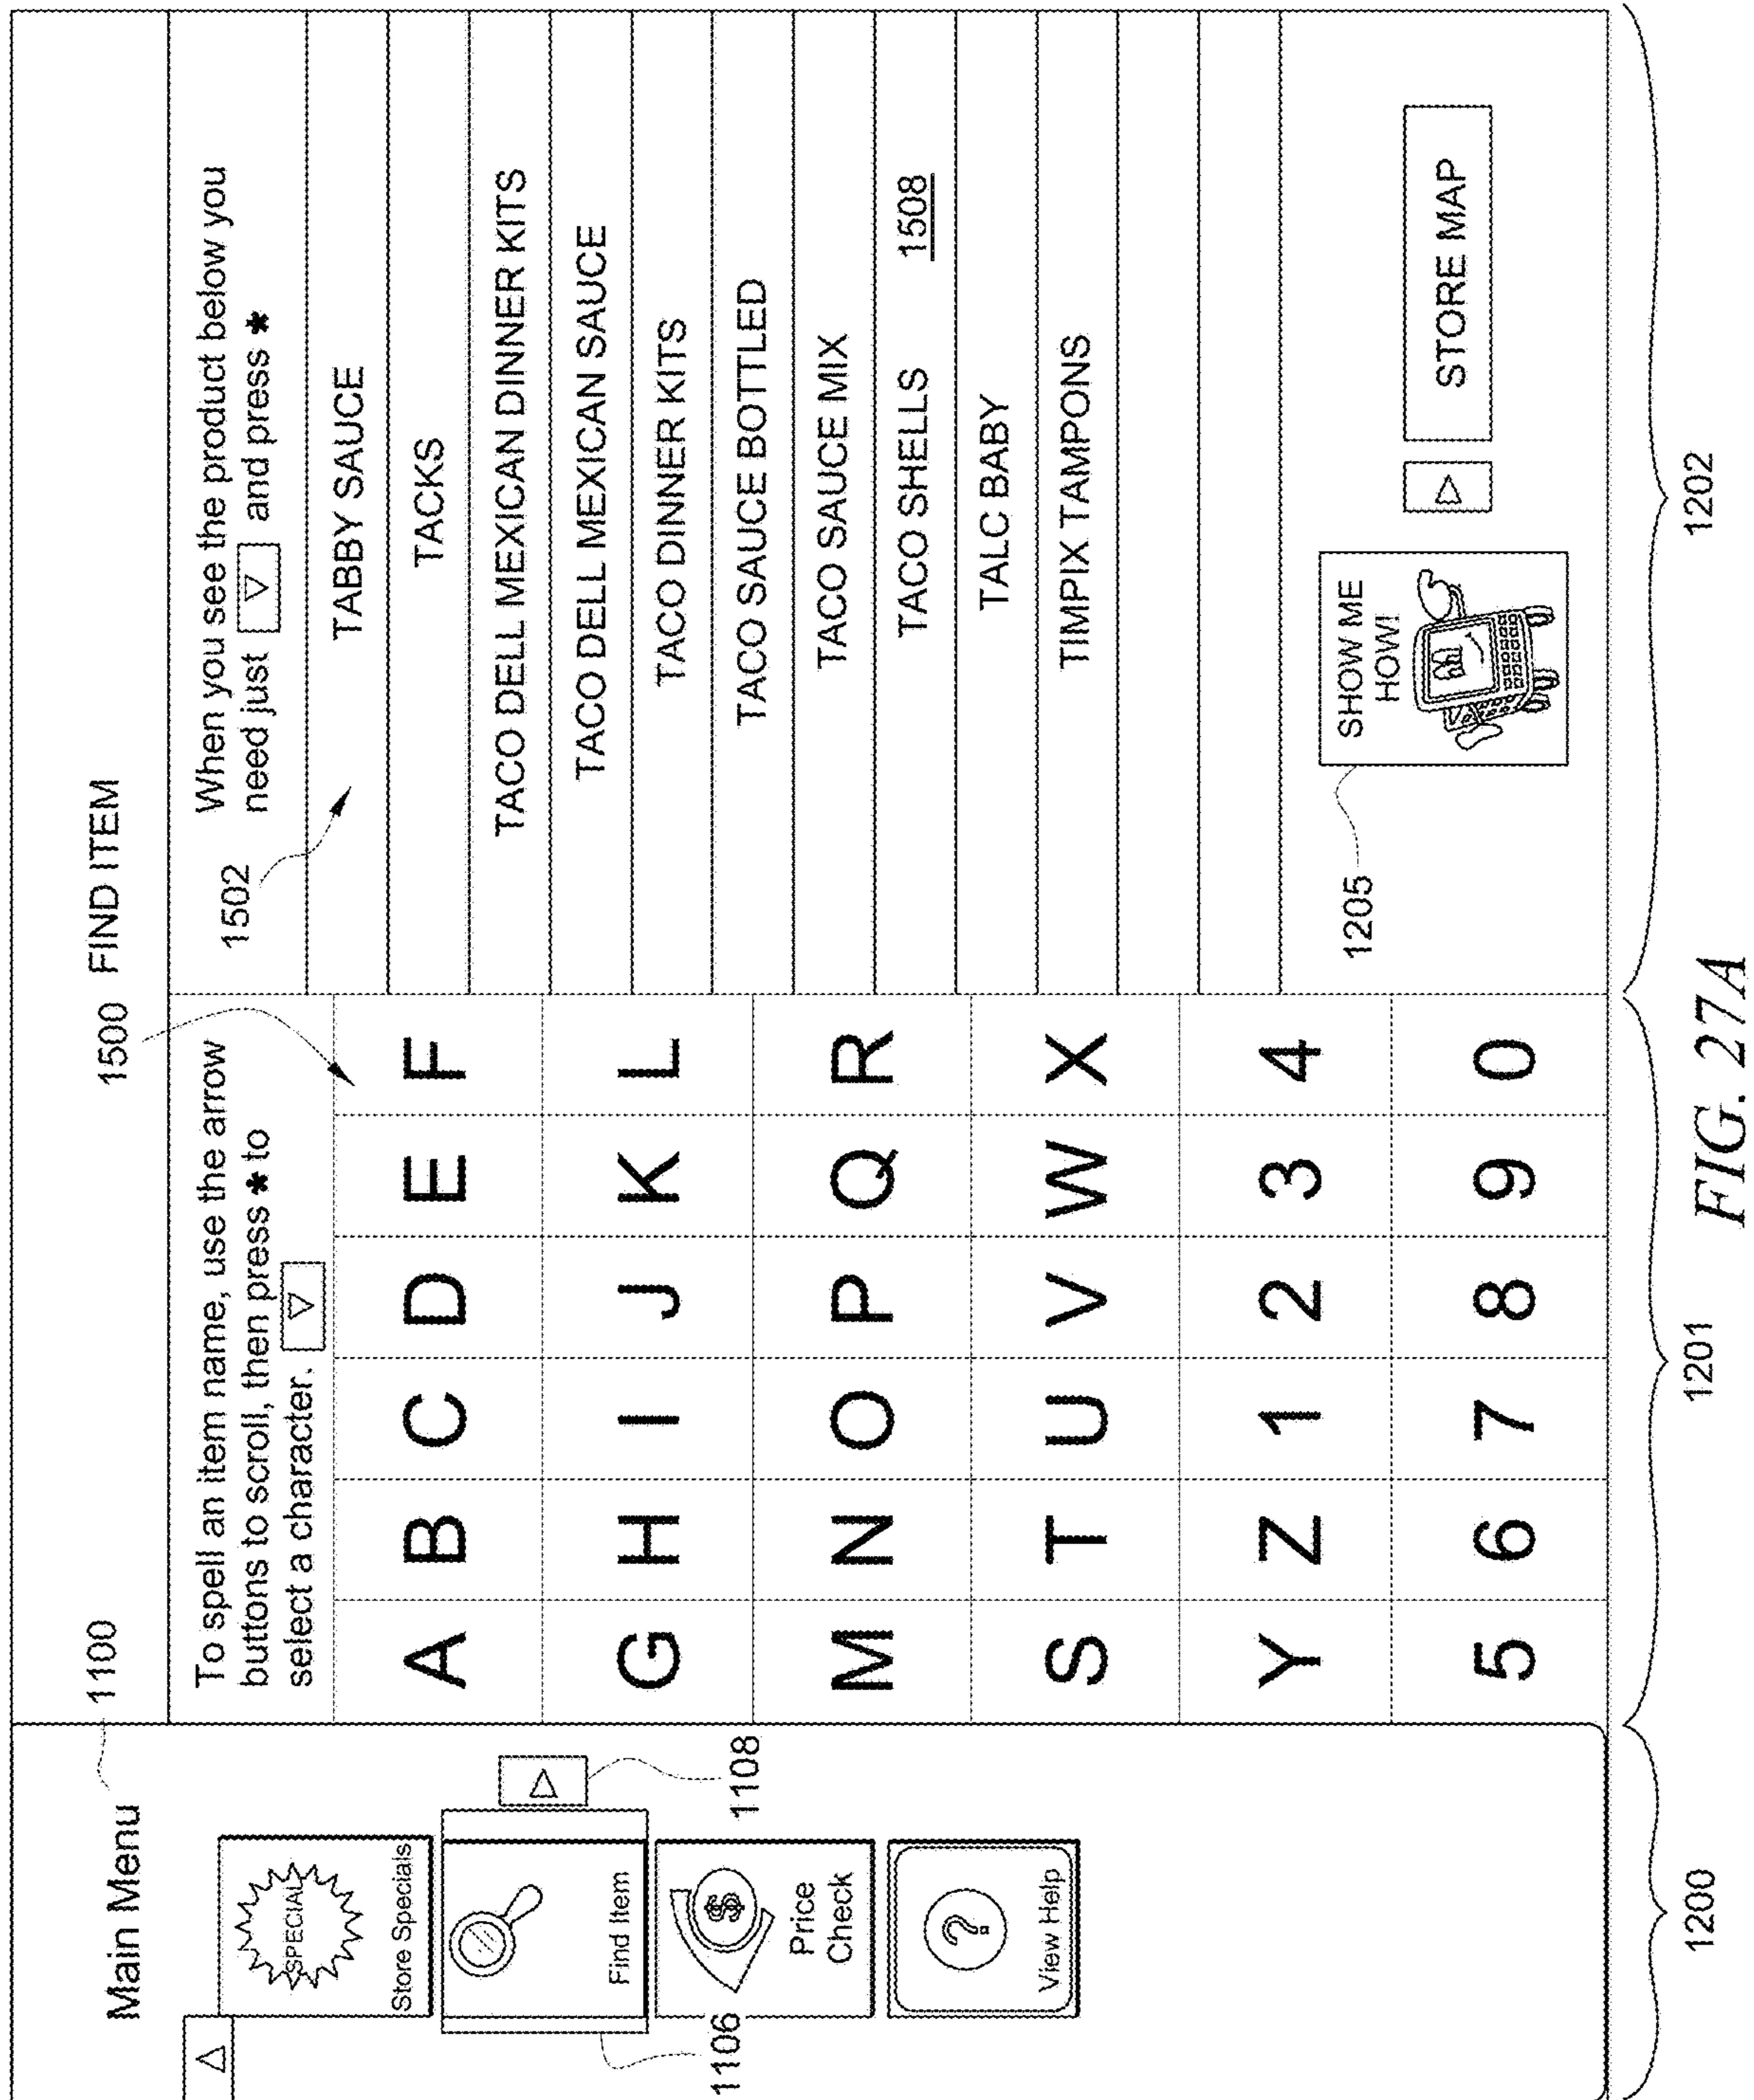 1100
1500 FIND ITEM
Main Menu
SPECIAL
Store Specials
Find Item
1108
1106
Price
Check
?
View Help
To spell an item name, use the arrow
buttons to scroll, then press * to
select a character.
A B C D E F
G H I J K L
M N O P Q R
S T U V W X
Y Z 1 2 3 4
5 6 7 8 9 0
When you see the product below you
need just and press *
1502
TABBY SAUCE
TACKS
TACO DELL MEXICAN DINNER KITS
TACO DELL MEXICAN SAUCE
TACO DINNER KITS
TACO SAUCE BOTTLED
TACO SAUCE MIX
TACO SHELLS 1508
TALC BABY
TIMPIX TAMPONS
1205
SHOW ME
HOW!
STORE MAP
1200
1201
1202
FIG. 27A